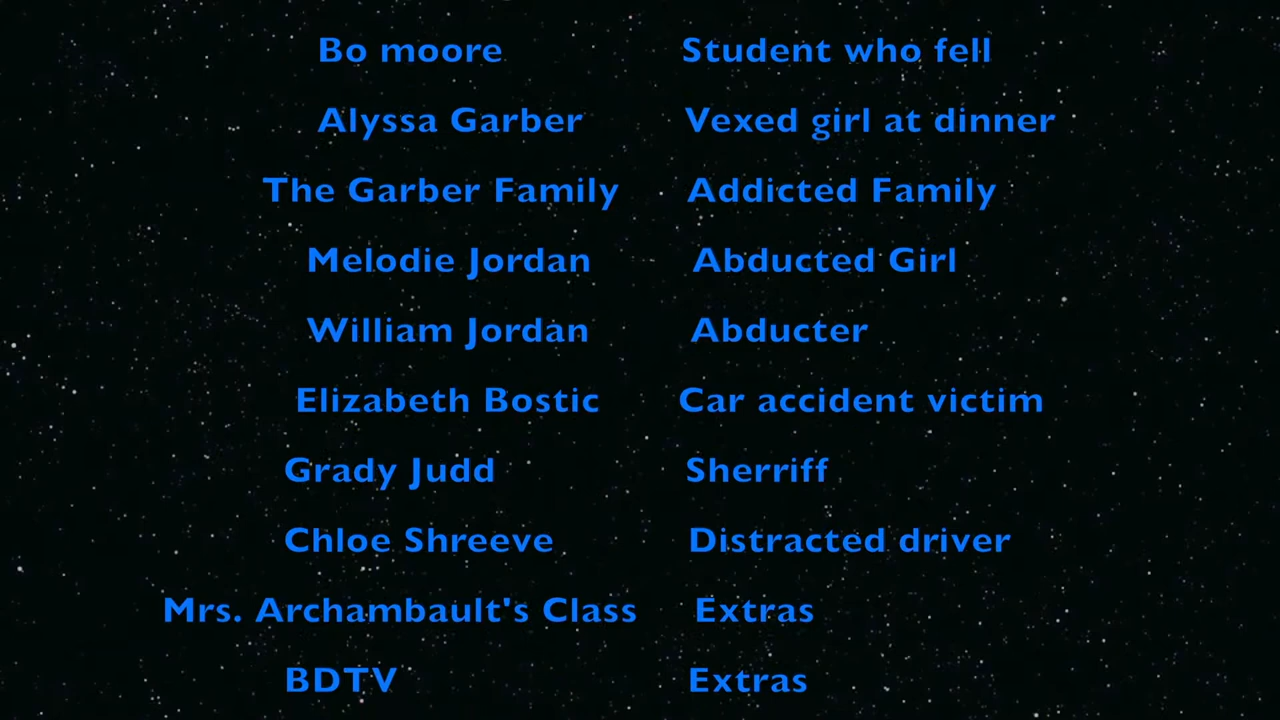 Bo moore Student who fell
Alyssa Garber Vexed girl at dinner
The Garber Family Addicted Family
Melodie Jordan Abducted Girl
William Jordan Abducter
Elizabeth Bostic Car accident victim
Grady Judd Sherriff
Chloe Shreeve Distracted driver
Mrs. Archambault's Class Extras
BDTV Extras